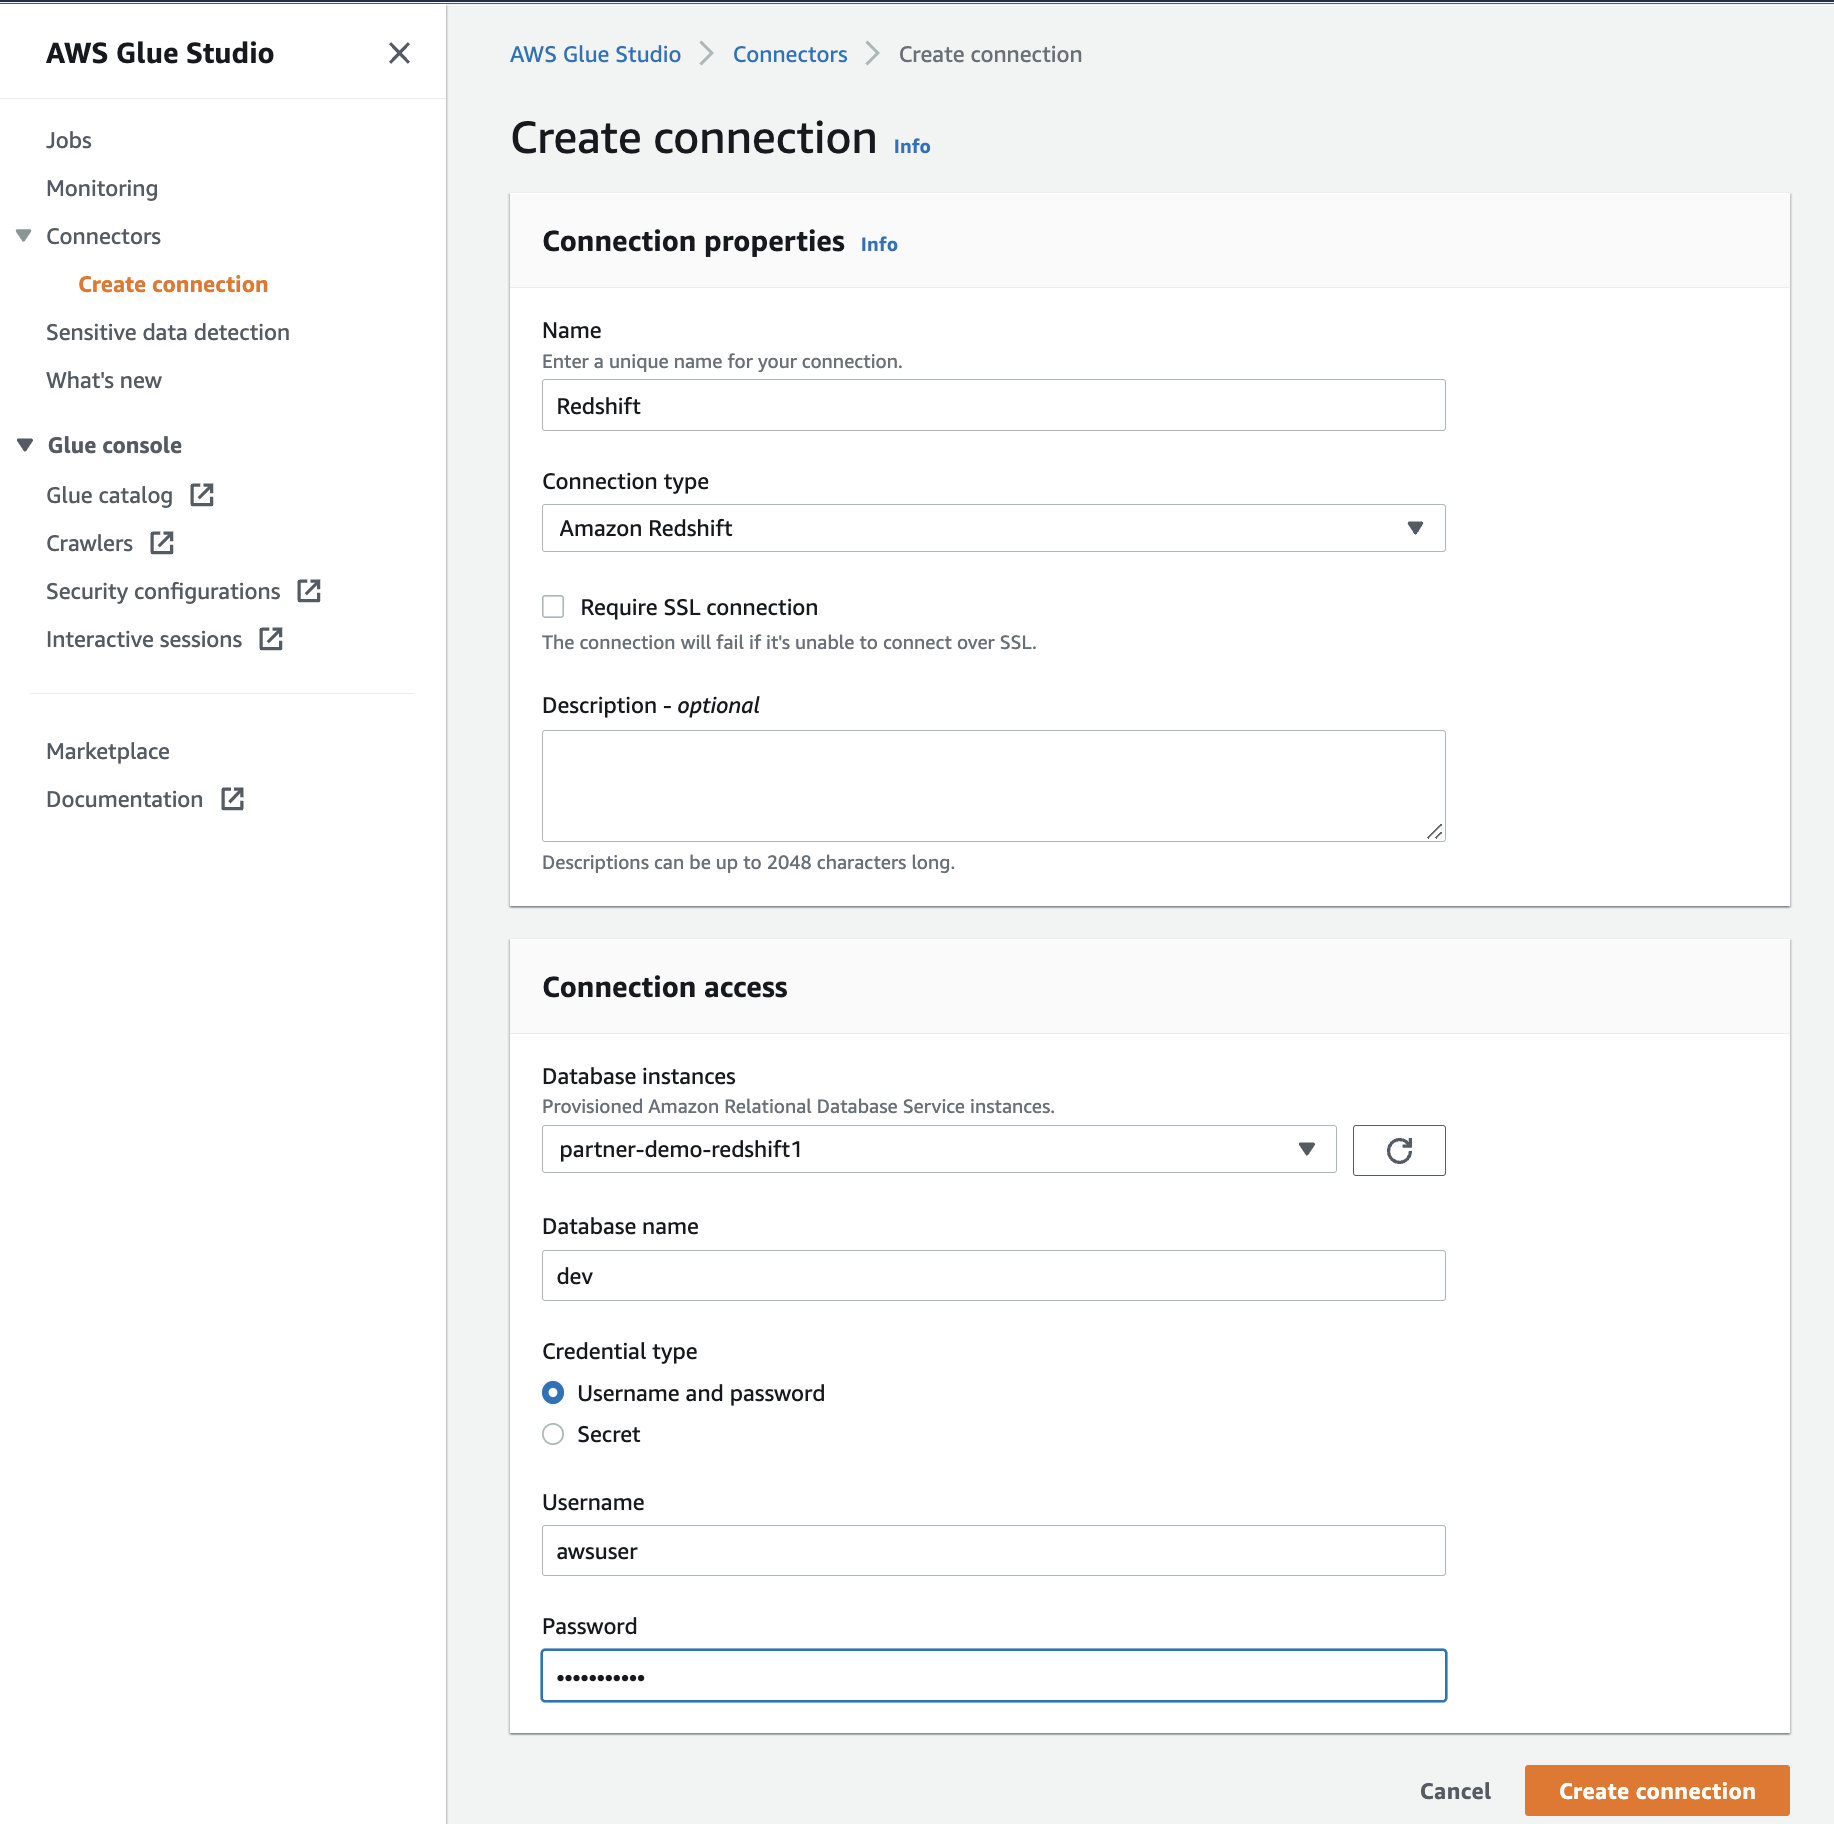 AWS Glue Studio
Jobs
Monitoring
Connectors
Create connection
Sensitive data detection
What's new
Glue console
Glue catalog
Crawlers
Security configurations
Interactive sessions
Marketplace
Documentation
AWS Glue Studio > Connectors > Create connection
Create connection Info
Connection properties Info
Name
Enter a unique name for your connection.
Redshift
Connection type
Amazon Redshift
Require SSL connection
The connection will fail if it's unable to connect over SSL.
Description - optional
Descriptions can be up to 2048 characters long.
Connection access
Database instances
Provisioned Amazon Relational Database Service instances.
partner-demo-redshift1
Database name
dev
Credential type
Username and password
Secret
Username
awsuser
Password
•••••••••••
Cancel Create connection